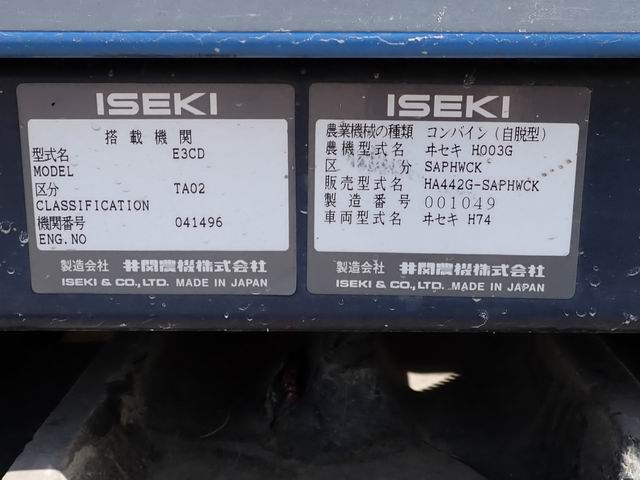 ISEKI
搭載機関
型式名 E3CD
MODEL
区分 TA02
CLASSIFICATION
機関番号 041496
ENG.NO
製造会社 井関農機株式会社
ISEKI & CO., LTD. MADE IN JAPAN
ISEKI
農業機械の種類 コンバイン(自脱型)
農機型式名 ヰセキ H003G
区分 SAPHWCK
販売型式名 HA442G-SAPHWCK
製造番号 001049
車両型式名 ヰセキ H74
製造会社 井関農機株式会社
ISEKI & CO., LTD. MADE IN JAPAN